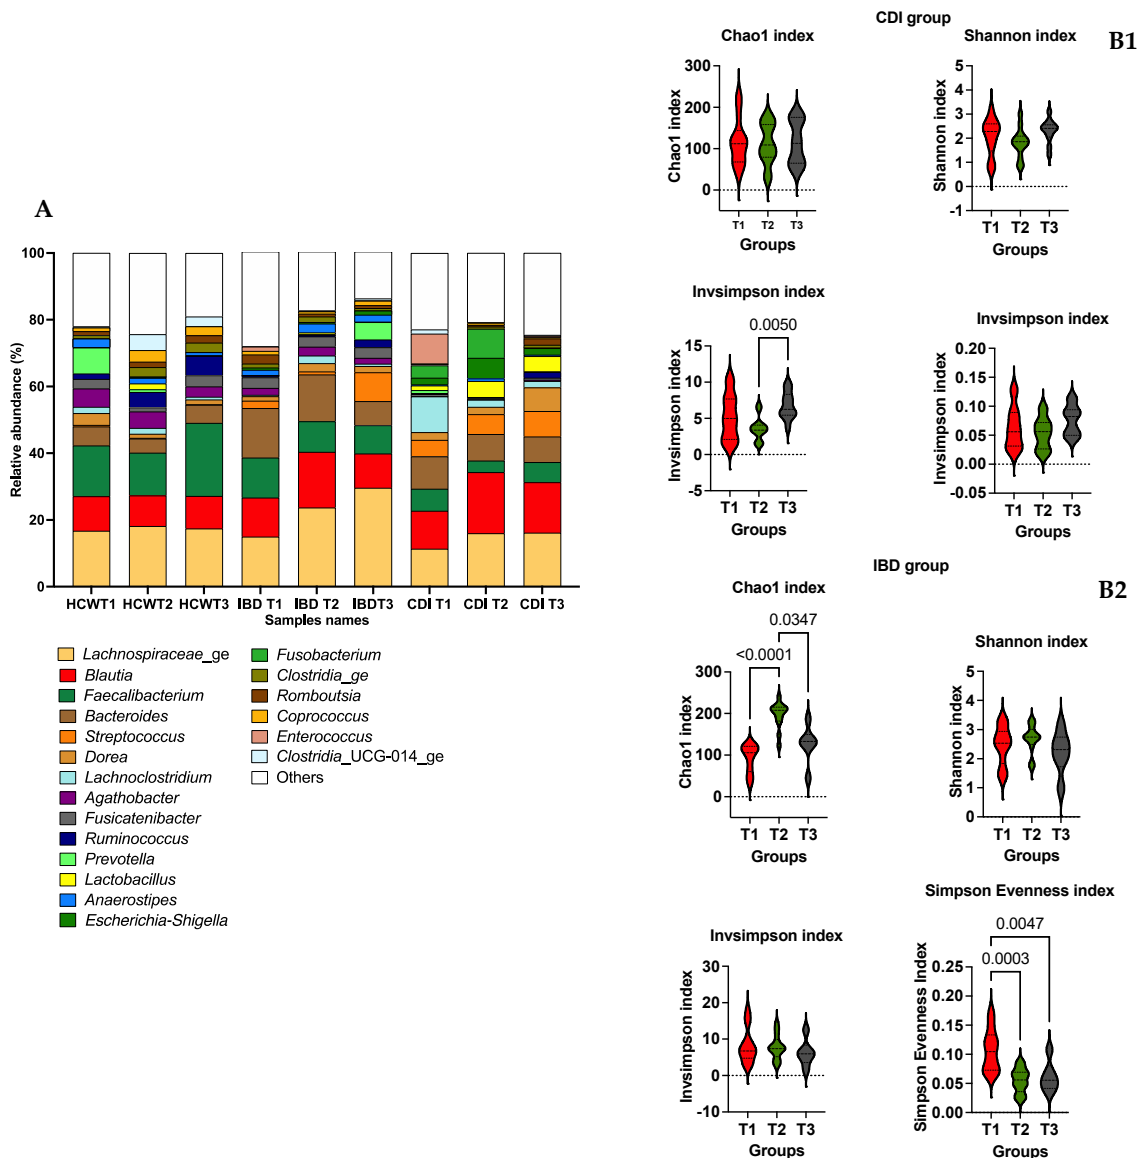 A
100
80
60
40
20
0
Relative abundance (%)
HCWT1 HCWT2 HCWT3 IBD T1 IBD T2 IBDT3 CDI T1 CDI T2 CDI T3
Samples names
Lachnospiraceae_ge
Blautia
Faecalibacterium
Bacteroides
Streptococcus
Dorea
Lachnoclostridium
Agathobacter
Fusicatenibacter
Ruminococcus
Prevotella
Lactobacillus
Anaerostipes
Escherichia-Shigella
Fusobacterium
Clostridia_ge
Romboutsia
Coprococcus
Enterococcus
Clostridia_UCG-014_ge
Others
CDI group
B1
Chao1 index
300
200
100
0
Chao1 index
T1 T2 T3
Groups
Shannon index
5
4
3
2
1
0
-1
Shannon index
T1 T2 T3
Groups
Invsimpson index
0.0050
15
10
5
0
-5
Invsimpson index
T1 T2 T3
Groups
Invsimpson index
0.20
0.15
0.10
0.05
0.00
-0.05
Invsimpson index
T1 T2 T3
Groups
IBD group
B2
Chao1 index
0.0347
<0.0001
300
200
100
0
Chao1 index
T1 T2 T3
Groups
Shannon index
5
4
3
2
1
0
Shannon index
T1 T2 T3
Groups
Invsimpson index
30
20
10
0
-10
Invsimpson index
T1 T2 T3
Groups
Simpson Evenness index
0.0047
0.0003
0.25
0.20
0.15
0.10
0.05
0.00
Simpson Evenness Index
T1 T2 T3
Groups